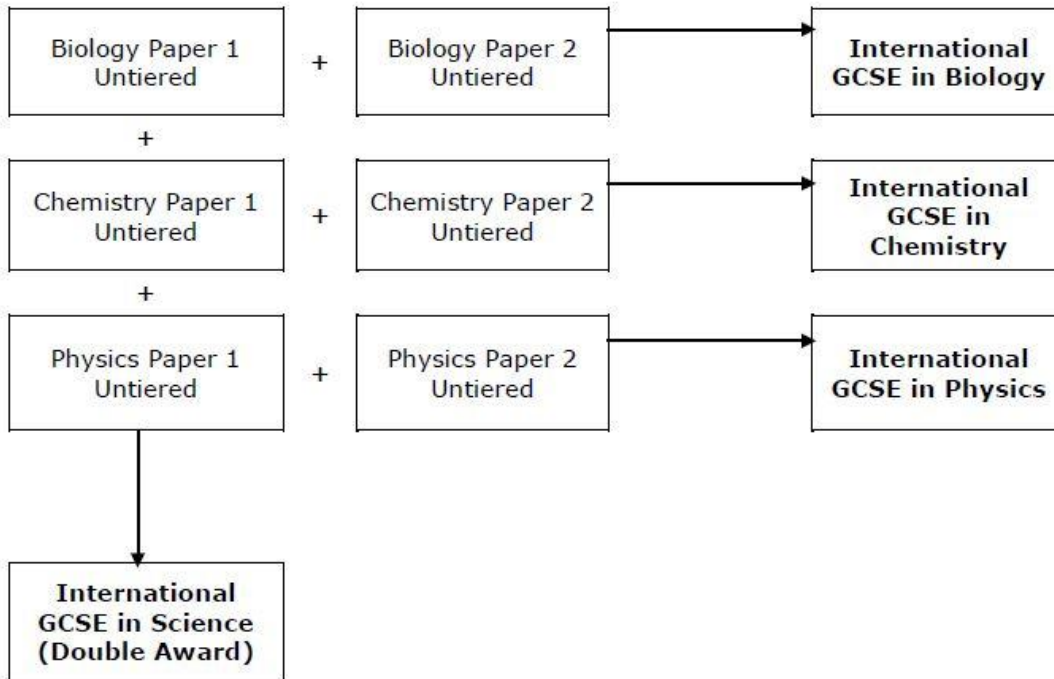 Biology Paper 1
Untiered
+
Biology Paper 2
Untiered
International
GCSE in Biology
+
Chemistry Paper 1
Untiered
+
Chemistry Paper 2
Untiered
International
GCSE in
Chemistry
+
Physics Paper 1
Untiered
+
Physics Paper 2
Untiered
International
GCSE in Physics
International
GCSE in Science
(Double Award)